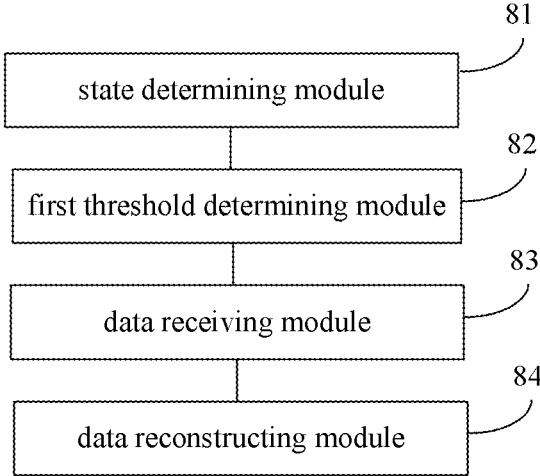 81
state determining module
82
first threshold determining module
83
data receiving module
84
data reconstructing module